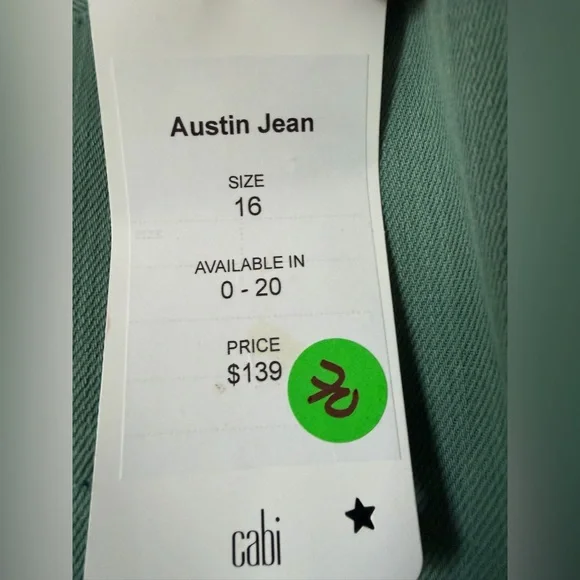 Austin Jean
SIZE
16
AVAILABLE IN
0 - 20
PRICE
$139
cabi